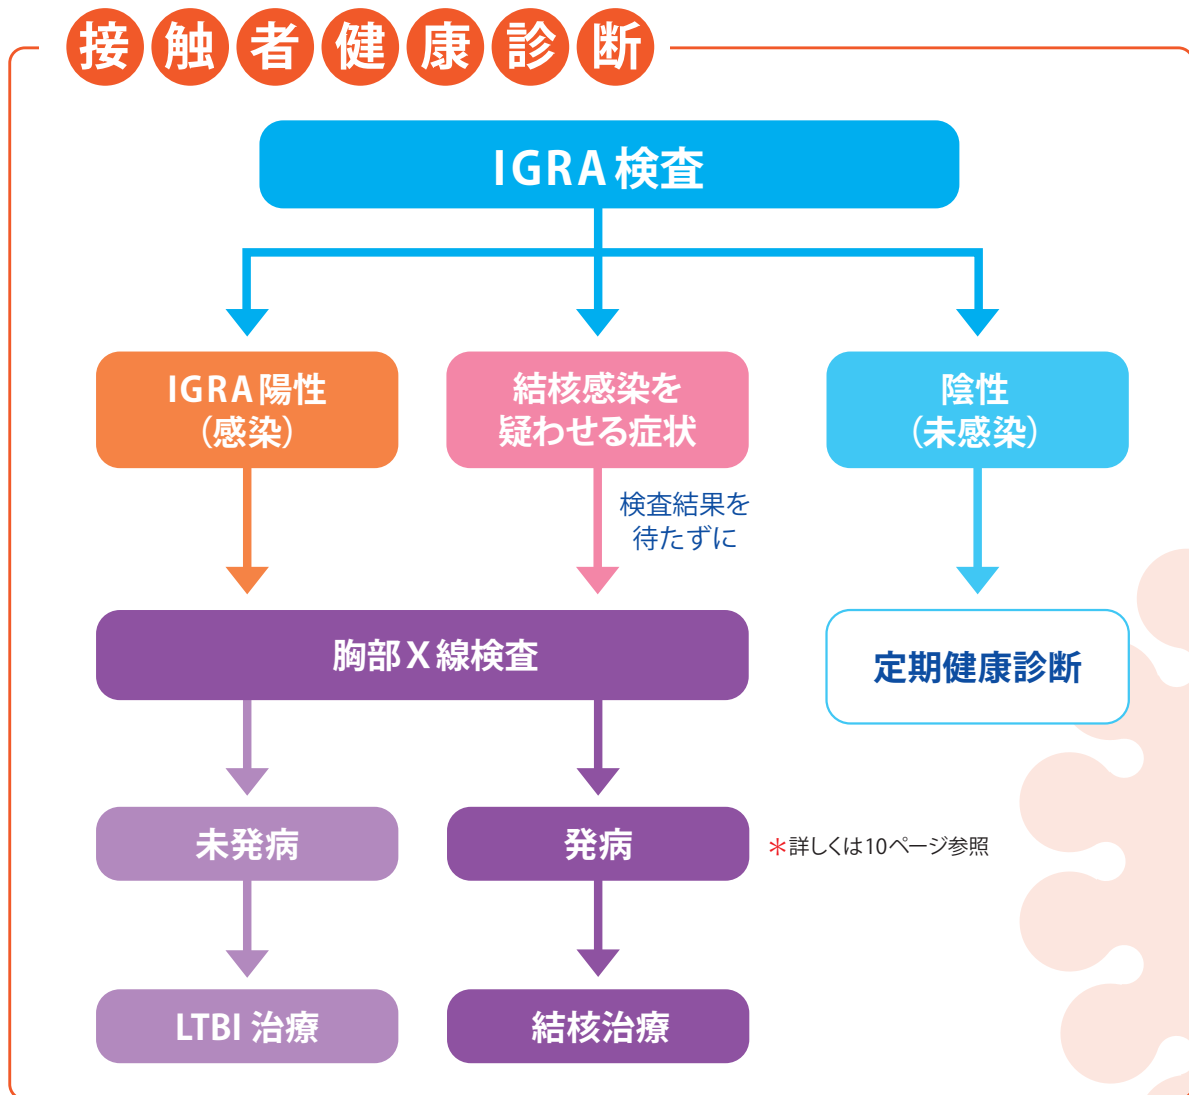 接触者健康診断
IGRA検査
IGRA陽性
（感染）
結核感染を
疑わせる症状
陰性
（未感染）
検査結果を
待たずに
胸部X線検査
定期健康診断
未発病
発病
＊詳しくは10ページ参照
LTBI 治療
結核治療